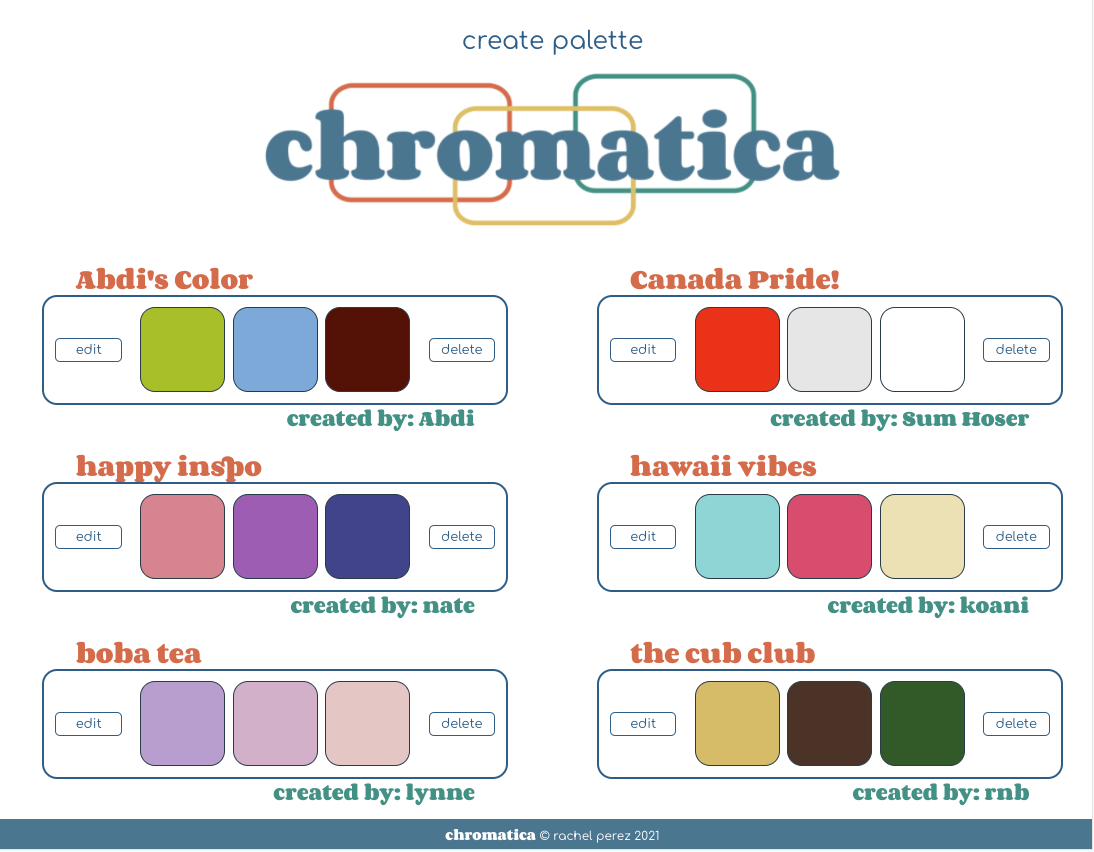 create palette
chromatica
Abdi's Color
edit
delete
created by: Abdi
Canada Pride!
edit
delete
created by: Sum Hoser
happy inspo
edit
delete
created by: nate
hawaii vibes
edit
delete
created by: koani
boba tea
edit
delete
created by: lynne
the cub club
edit
delete
created by: rnb
chromatica © rachel perez 2021